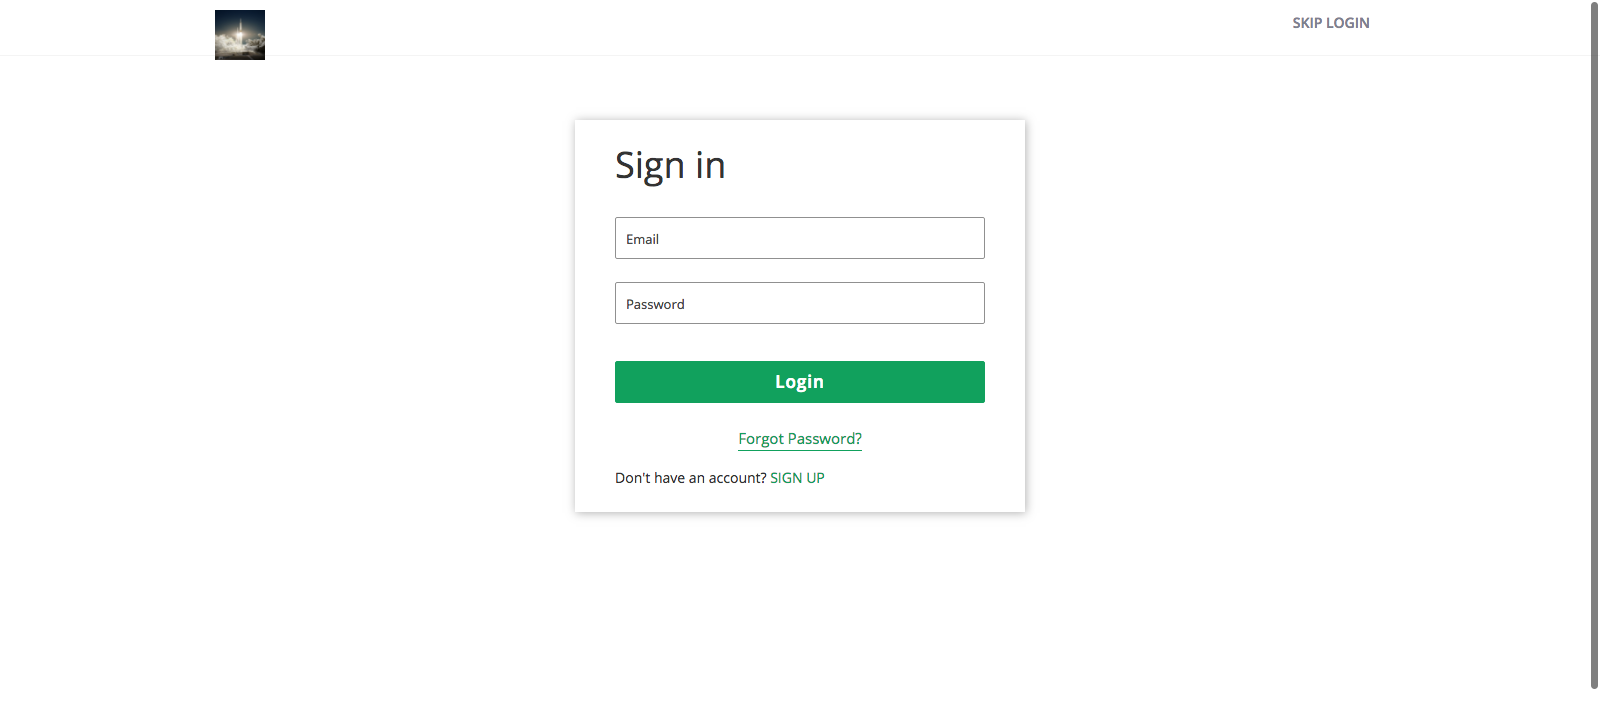 SKIP LOGIN
Sign in
Email
Password
Login
Forgot Password?
Don't have an account? SIGN UP